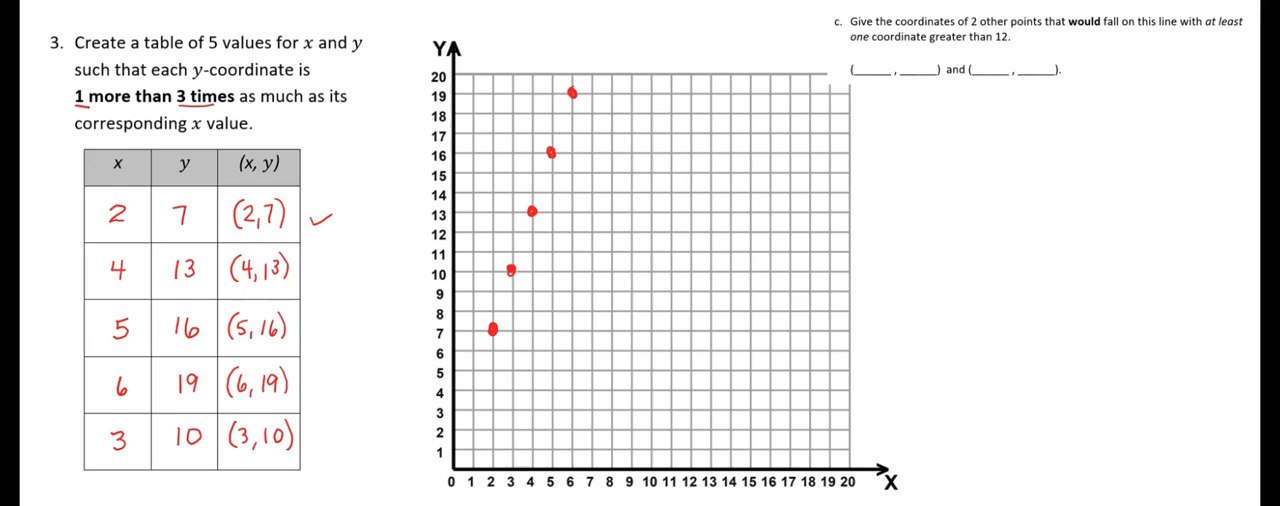 3. Create a table of 5 values for x and y
such that each y-coordinate is
1 more than 3 times as much as its
corresponding x value.
x y (x, y)
2 7 (2,7) ✓
4 13 (4,13)
5 16 (5,16)
6 19 (6,19)
3 10 (3,10)
Y
20
19
18
17
16
15
14
13
12
11
10
9
8
7
6
5
4
3
2
1
0 1 2 3 4 5 6 7 8 9 10 11 12 13 14 15 16 17 18 19 20
X
c. Give the coordinates of 2 other points that would fall on this line with at least
one coordinate greater than 12.
(_____ , _____) and (_____ , _____).